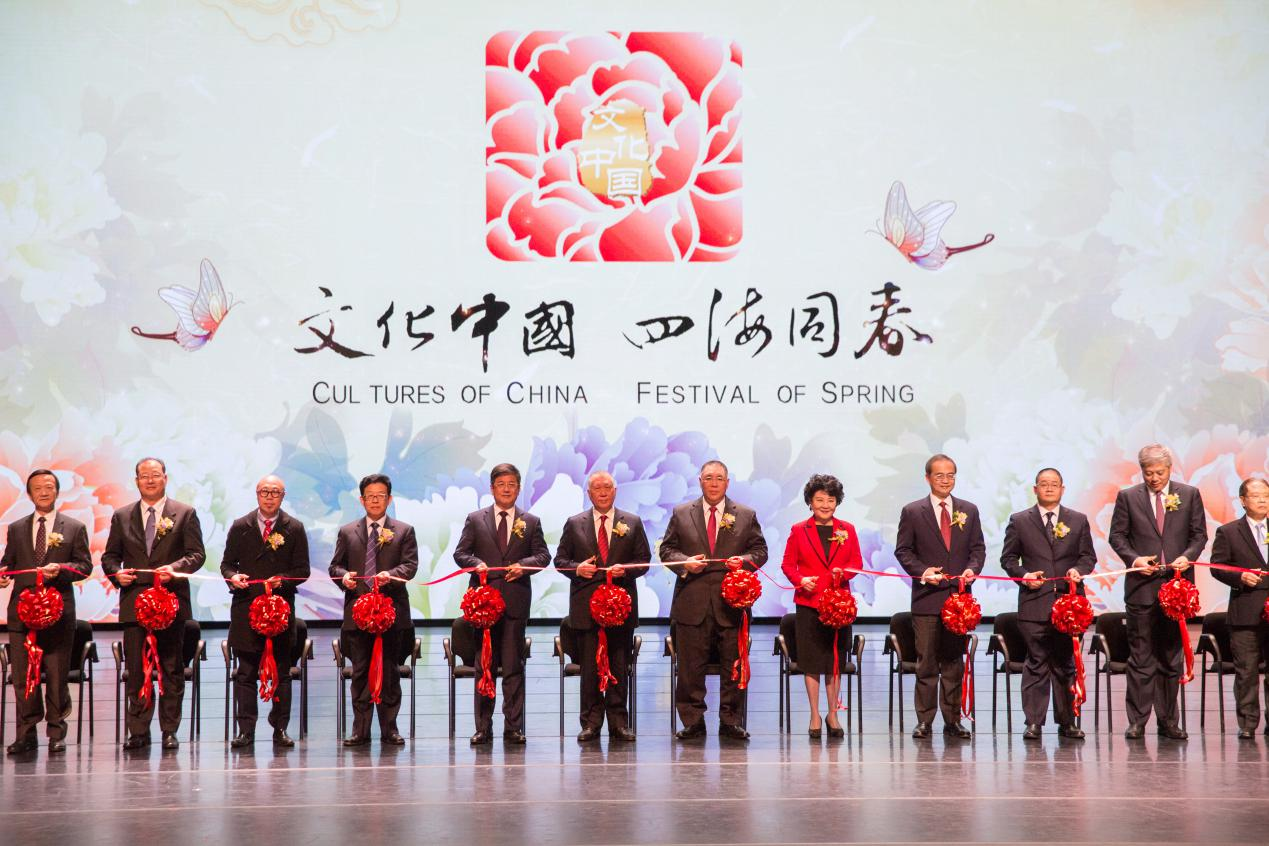 文化
中国
文化中國 四海同春
CULTURES OF CHINA FESTIVAL OF SPRING